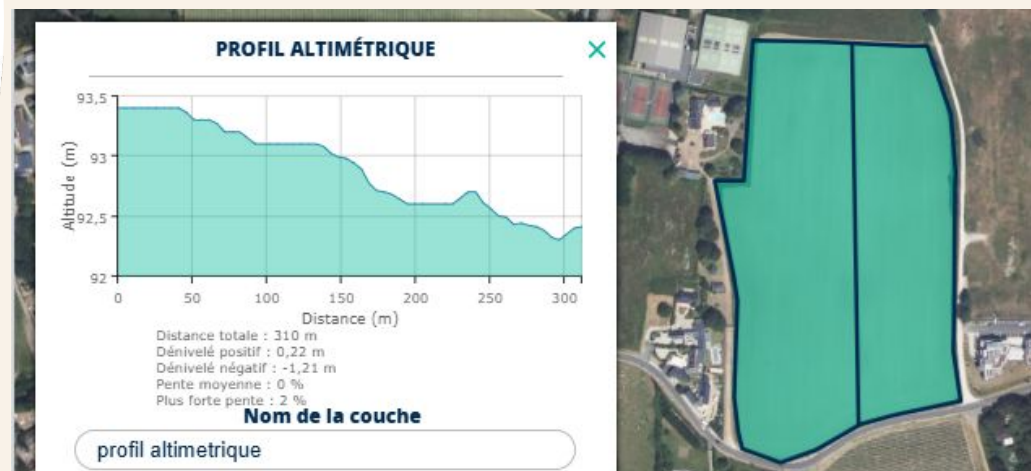 PROFIL ALTIMÉTRIQUE
×
93,5
93
92,5
92
Altitude (m)
0 50 100 150 200 250 300
Distance (m)
Distance totale : 310 m
Dénivelé positif : 0,22 m
Dénivelé négatif : -1,21 m
Pente moyenne : 0 %
Plus forte pente : 2 %
Nom de la couche
profil altimetrique